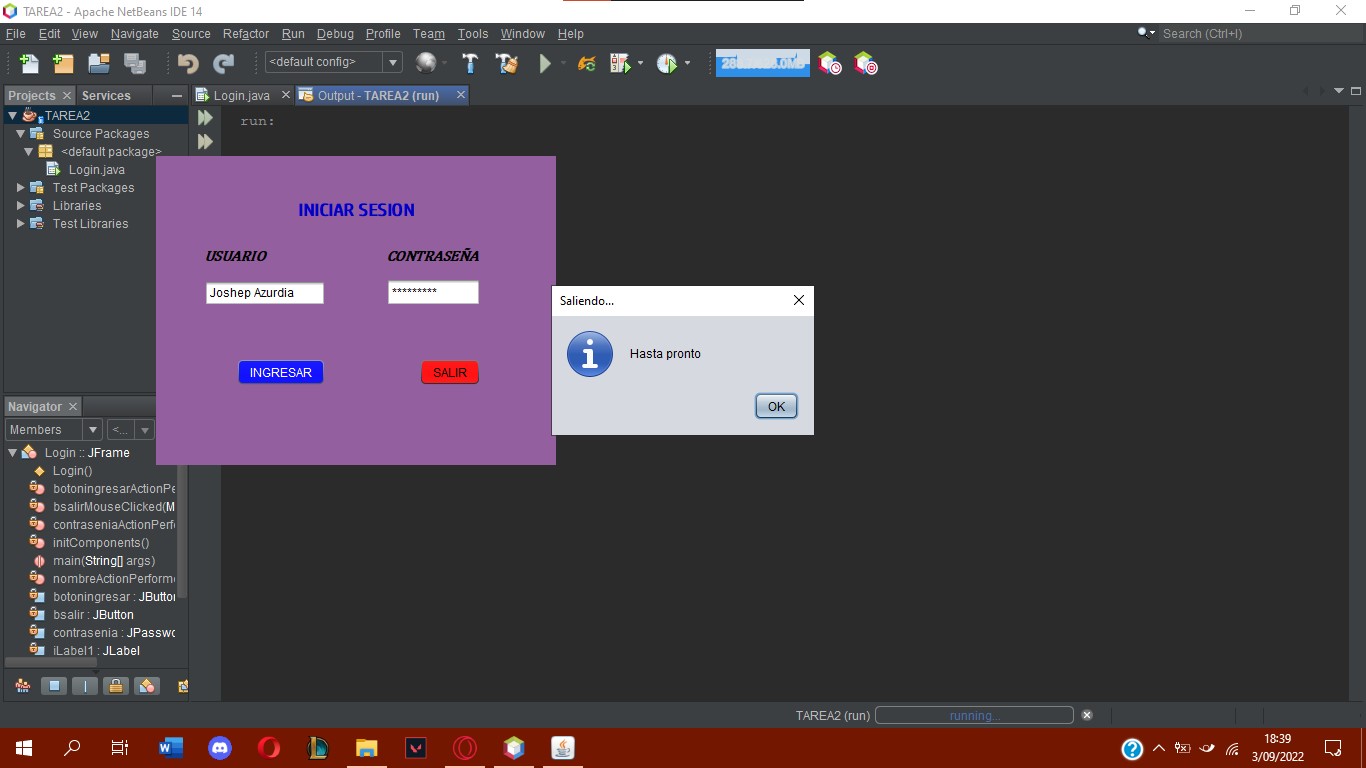 TAREA2 - Apache NetBeans IDE 14
File Edit View Navigate Source Refactor Run Debug Profile Team Tools Window Help
Search (Ctrl+I)
<default config>
Projects Services
Login.java
Output - TAREA2 (run)
TAREA2
Source Packages
<default package>
Login.java
Test Packages
Libraries
Test Libraries
run:
INICIAR SESION
USUARIO CONTRASEÑA
Joshep Azurdia *********
INGRESAR SALIR
Saliendo...
Hasta pronto
OK
Navigator
Members <...
Login :: JFrame
Login()
botoningresarActionPe
bsalirMouseClicked(M
contraseniaActionPerf
initComponents()
main(String[] args)
nombreActionPerform
botoningresar : JButton
bsalir : JButton
contrasenia : JPasswo
jLabel1 : JLabel
TAREA2 (run) running...
18:39
3/09/2022